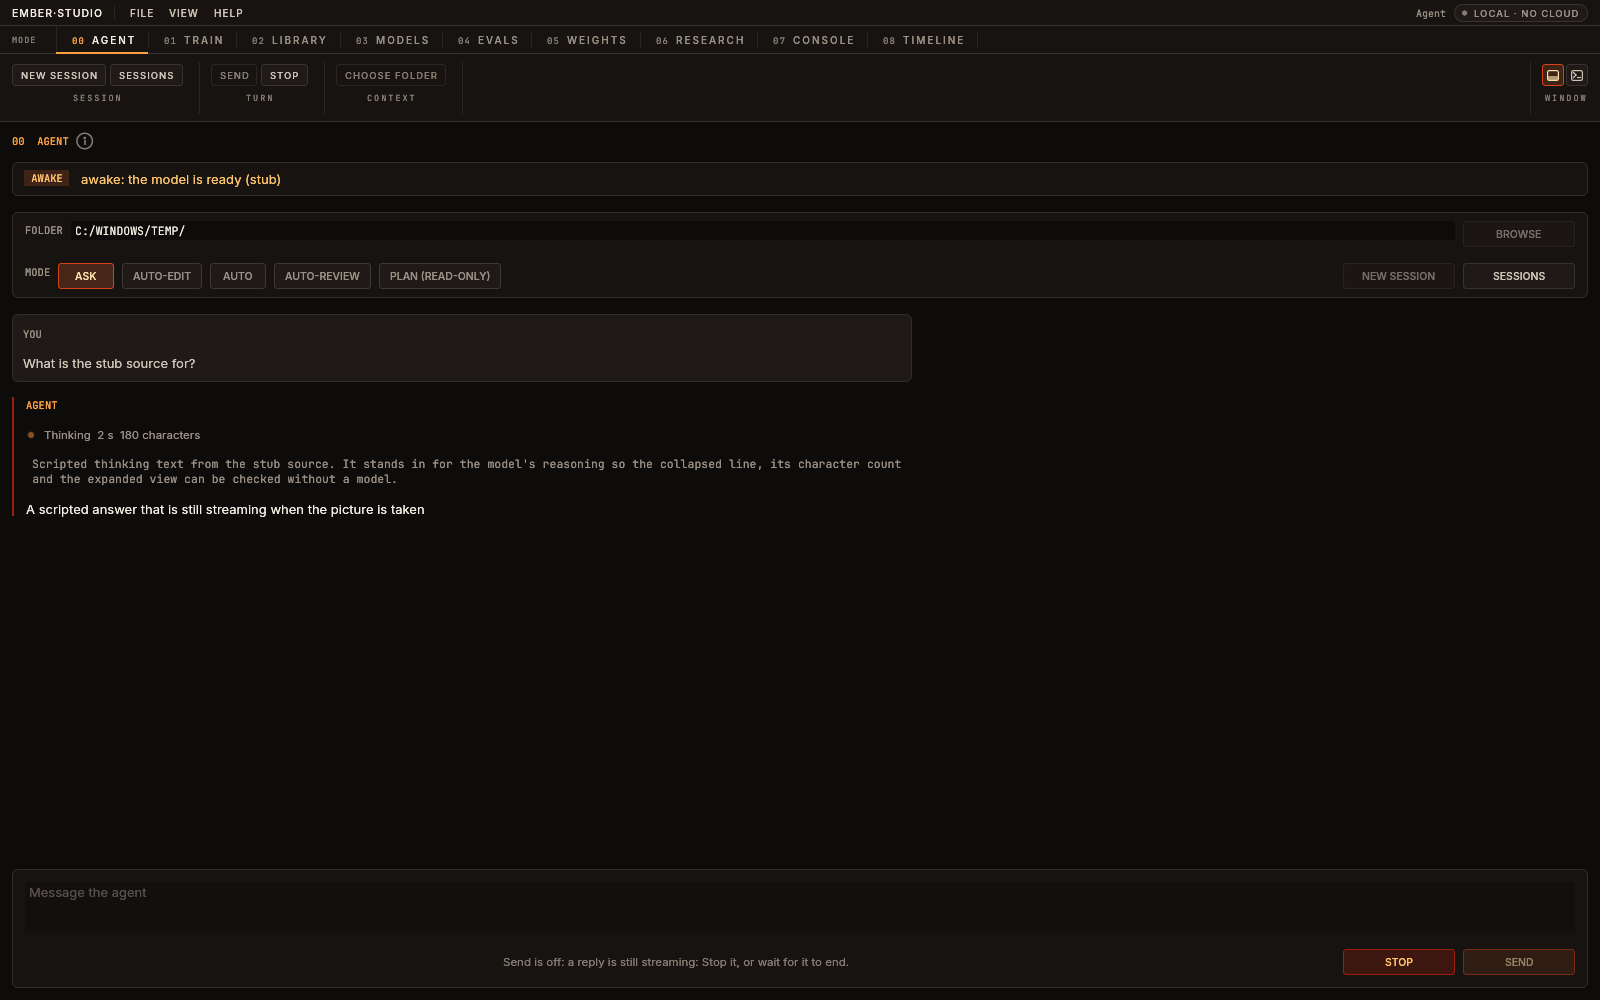 EMBER·STUDIO FILE VIEW HELP Agent LOCAL · NO CLOUD
MODE 00 AGENT 01 TRAIN 02 LIBRARY 03 MODELS 04 EVALS 05 WEIGHTS 06 RESEARCH 07 CONSOLE 08 TIMELINE
NEW SESSION SESSIONS SEND STOP CHOOSE FOLDER
SESSION TURN CONTEXT WINDOW
00 AGENT
AWAKE awake: the model is ready (stub)
FOLDER C:/WINDOWS/TEMP/ BROWSE
MODE ASK AUTO-EDIT AUTO AUTO-REVIEW PLAN (READ-ONLY) NEW SESSION SESSIONS
YOU
What is the stub source for?
AGENT
Thinking 2 s 180 characters
Scripted thinking text from the stub source. It stands in for the model's reasoning so the collapsed line, its character count
and the expanded view can be checked without a model.
A scripted answer that is still streaming when the picture is taken
Message the agent
Send is off: a reply is still streaming: Stop it, or wait for it to end. STOP SEND